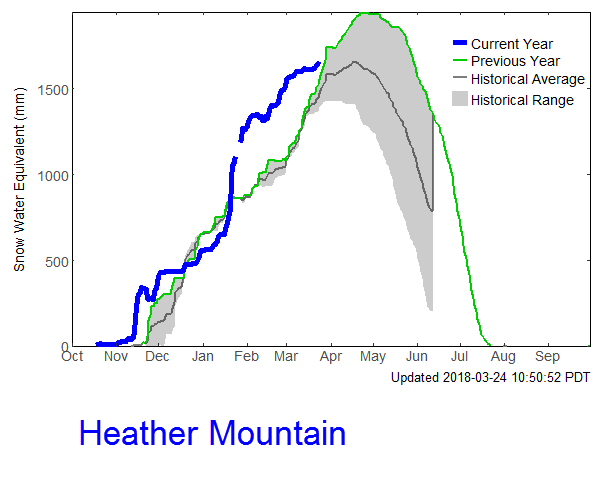 Current Year
Previous Year
Historical Average
Historical Range
Snow Water Equivalent (mm)
1500
1000
500
0
Oct Nov Dec Jan Feb Mar Apr May Jun Jul Aug Sep
Updated 2018-03-24 10:50:52 PDT
Heather Mountain